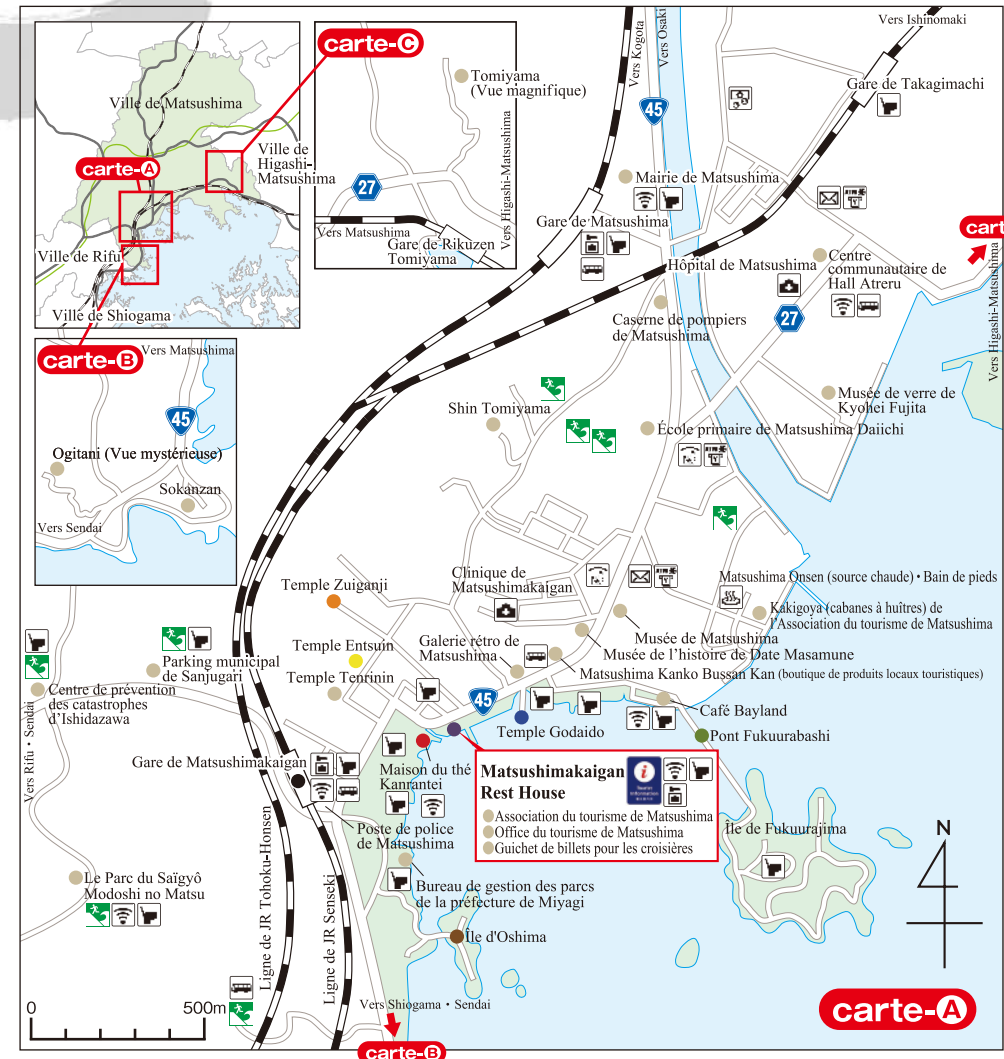 carte-C
Ville de Matsushima
Ville de
Higashi-
Matsushima
carte-A
Ville de Rifu
Ville de Shiogama
Tomiyama
(Vue magnifique)
27
Vers Matsushima
Vers Higashi-Matsushima
Gare de Rikuzen
Tomiyama
carte-B
Vers Matsushima
45
Ogitani (Vue mystérieuse)
Sokanzan
Vers Sendai
Vers Kogota
Vers Osaki
45
Vers Ishinomaki
Gare de Takagimachi
Mairie de Matsushima
Gare de Matsushima
Hôpital de Matsushima
Centre
communautaire de
Hall Atreru
cart
Vers Higashi-Matsushima
Caserne de pompiers
de Matsushima
27
Musée de verre de
Kyohei Fujita
Shin Tomiyama
École primaire de Matsushima Daiichi
Temple Zuiganji
Clinique de
Matsushimakaigan
Matsushima Onsen (source chaude) • Bain de pieds
Kakigoya (cabanes à huîtres) de
l'Association du tourisme de Matsushima
Musée de Matsushima
Musée de l'histoire de Date Masamune
Matsushima Kanko Bussan Kan (boutique de produits locaux touristiques)
Galerie rétro de
Matsushima
Temple Entsuin
Temple Tenrinin
Parking municipal
de Sanjugari
Centre de prévention
des catastrophes
d'Ishidazawa
Vers Rifu • Sendai
45
Café Bayland
Temple Godaido
Pont Fukuurabashi
Gare de Matsushimakaigan
Maison du thé
Kanrantei
Matsushimakaigan
Rest House
i
Tourist
Information
Association du tourisme de Matsushima
Office du tourisme de Matsushima
Guichet de billets pour les croisières
Poste de police
de Matsushima
Île de Fukuurajima
N
Bureau de gestion des parcs
de la préfecture de Miyagi
Le Parc du Saïgyô
Modoshi no Matsu
Île d'Oshima
Ligne de JR Tohoku-Honsen
Ligne de JR Senseki
Vers Shiogama • Sendai
0
500m
carte-B
carte-A